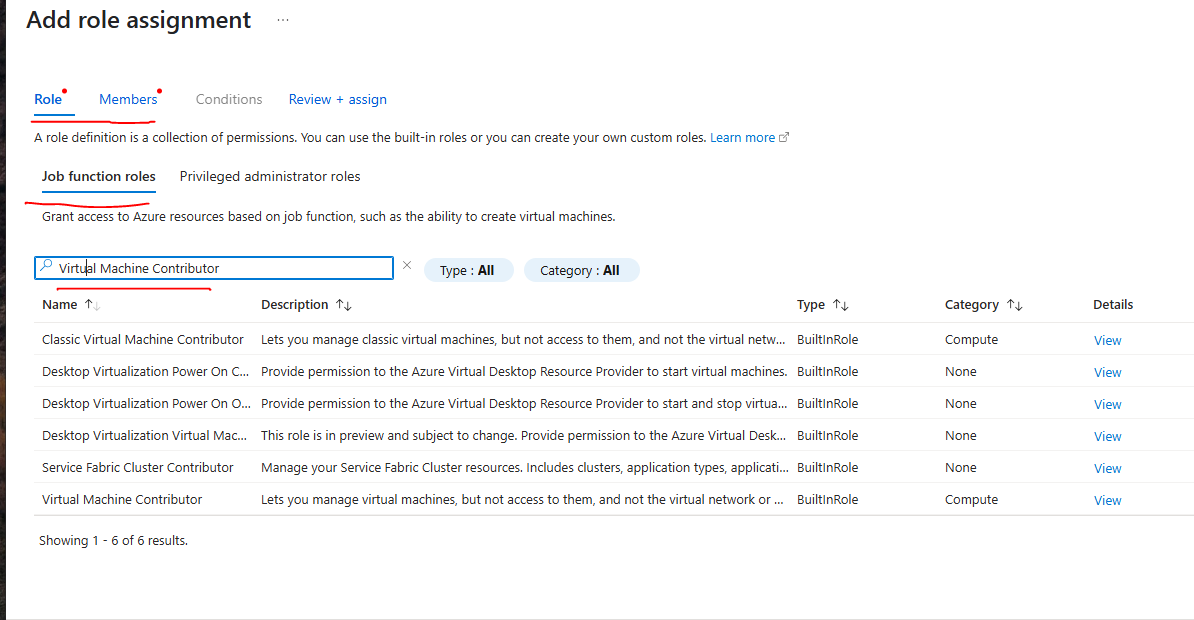 Add role assignment ...
Role Members Conditions Review + assign
A role definition is a collection of permissions. You can use the built-in roles or you can create your own custom roles. Learn more
Job function roles Privileged administrator roles
Grant access to Azure resources based on job function, such as the ability to create virtual machines.
Virtual Machine Contributor × Type : All Category : All
Name ↑↓ Description ↑↓ Type ↑↓ Category ↑↓ Details
Classic Virtual Machine Contributor Lets you manage classic virtual machines, but not access to them, and not the virtual netw... BuiltInRole Compute View
Desktop Virtualization Power On C... Provide permission to the Azure Virtual Desktop Resource Provider to start virtual machines. BuiltInRole None View
Desktop Virtualization Power On O... Provide permission to the Azure Virtual Desktop Resource Provider to start and stop virtua... BuiltInRole None View
Desktop Virtualization Virtual Mac... This role is in preview and subject to change. Provide permission to the Azure Virtual Desk... BuiltInRole None View
Service Fabric Cluster Contributor Manage your Service Fabric Cluster resources. Includes clusters, application types, applicati... BuiltInRole None View
Virtual Machine Contributor Lets you manage virtual machines, but not access to them, and not the virtual network or ... BuiltInRole Compute View
Showing 1 - 6 of 6 results.